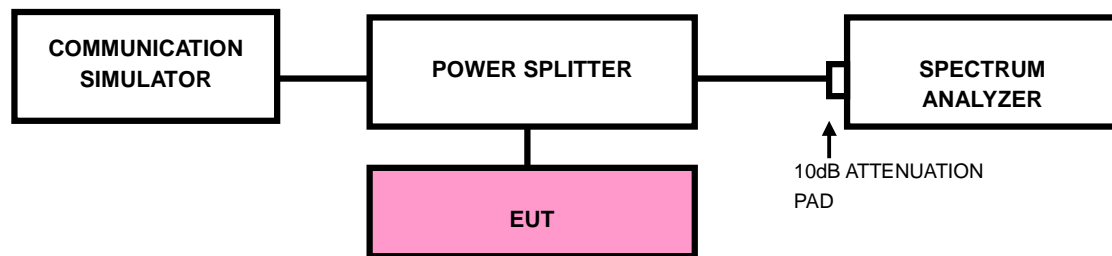 COMMUNICATION
SIMULATOR
POWER SPLITTER
SPECTRUM
ANALYZER
10dB ATTENUATION
PAD
EUT